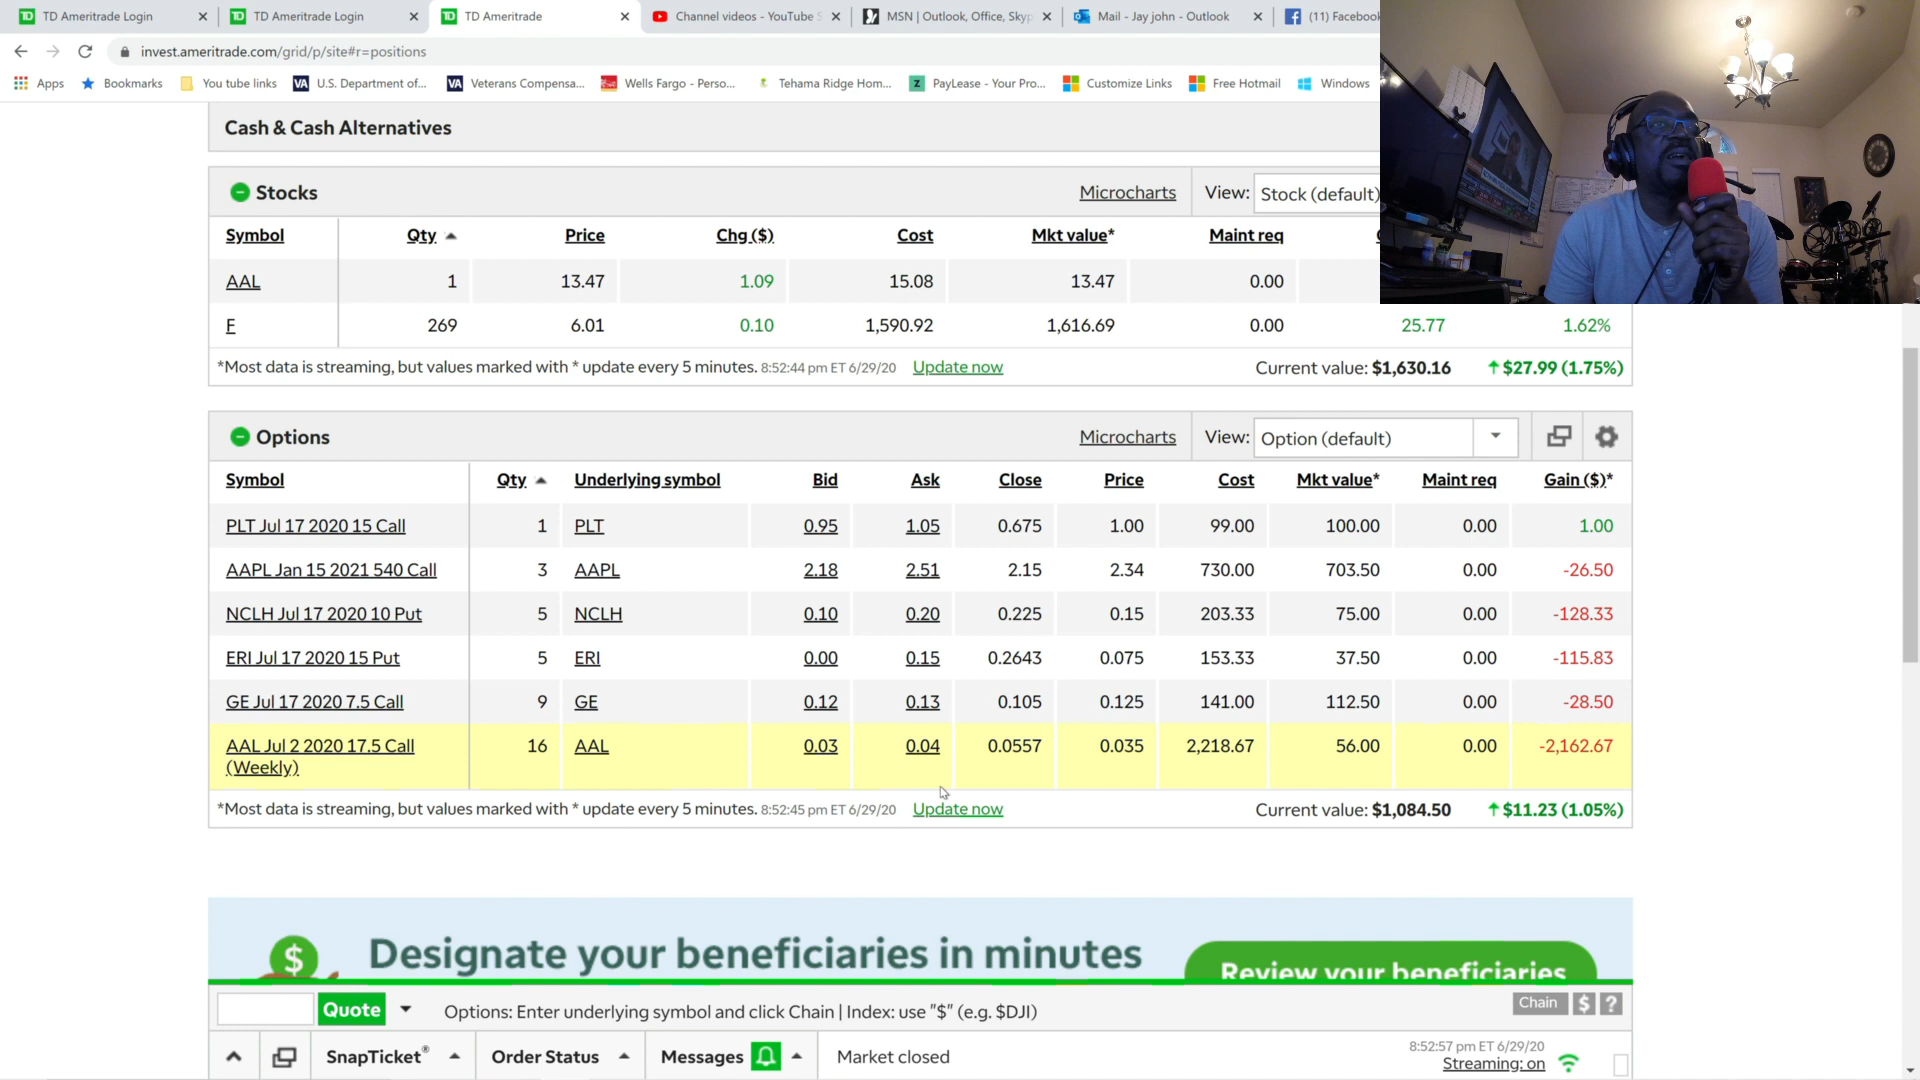 TD Ameritrade Login
TD Ameritrade Login
TD Ameritrade
Channel videos - YouTube S
MSN | Outlook, Office, Skyp
Mail - Jay john - Outlook
(11) Facebook
invest.ameritrade.com/grid/p/site#r=positions
Apps Bookmarks You tube links VA U.S. Department of... VA Veterans Compensa... Wells Fargo - Perso... Tehama Ridge Hom... Z PayLease - Your Pro... Customize Links Free Hotmail Windows
Cash & Cash Alternatives
Stocks Microcharts View: Stock (default)
Symbol Qty Price Chg ($) Cost Mkt value* Maint req
AAL 1 13.47 1.09 15.08 13.47 0.00
F 269 6.01 0.10 1,590.92 1,616.69 0.00 25.77 1.62%
*Most data is streaming, but values marked with * update every 5 minutes. 8:52:44 pm ET 6/29/20 Update now Current value: $1,630.16 $27.99 (1.75%)
Options Microcharts View: Option (default)
Symbol Qty Underlying symbol Bid Ask Close Price Cost Mkt value* Maint req Gain ($)*
PLT Jul 17 2020 15 Call 1 PLT 0.95 1.05 0.675 1.00 99.00 100.00 0.00 1.00
AAPL Jan 15 2021 540 Call 3 AAPL 2.18 2.51 2.15 2.34 730.00 703.50 0.00 -26.50
NCLH Jul 17 2020 10 Put 5 NCLH 0.10 0.20 0.225 0.15 203.33 75.00 0.00 -128.33
ERI Jul 17 2020 15 Put 5 ERI 0.00 0.15 0.2643 0.075 153.33 37.50 0.00 -115.83
GE Jul 17 2020 7.5 Call 9 GE 0.12 0.13 0.105 0.125 141.00 112.50 0.00 -28.50
AAL Jul 2 2020 17.5 Call 16 AAL 0.03 0.04 0.0557 0.035 2,218.67 56.00 0.00 -2,162.67
(Weekly)
*Most data is streaming, but values marked with * update every 5 minutes. 8:52:45 pm ET 6/29/20 Update now Current value: $1,084.50 $11.23 (1.05%)
$ Designate your beneficiaries in minutes Review your beneficiaries
Quote Options: Enter underlying symbol and click Chain | Index: use "$" (e.g. $DJI) Chain $ ?
SnapTicket® Order Status Messages Market closed
8:52:57 pm ET 6/29/20
Streaming: on